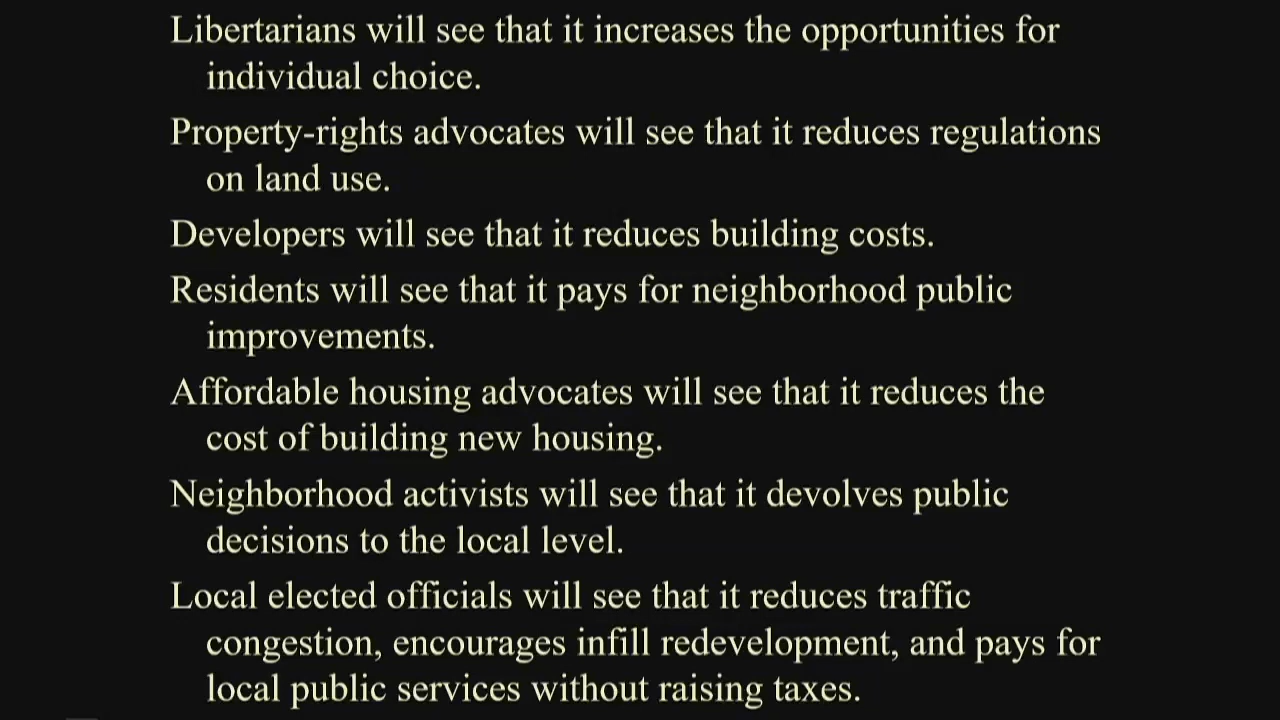 Libertarians will see that it increases the opportunities for
individual choice.
Property-rights advocates will see that it reduces regulations
on land use.
Developers will see that it reduces building costs.
Residents will see that it pays for neighborhood public
improvements.
Affordable housing advocates will see that it reduces the
cost of building new housing.
Neighborhood activists will see that it devolves public
decisions to the local level.
Local elected officials will see that it reduces traffic
congestion, encourages infill redevelopment, and pays for
local public services without raising taxes.